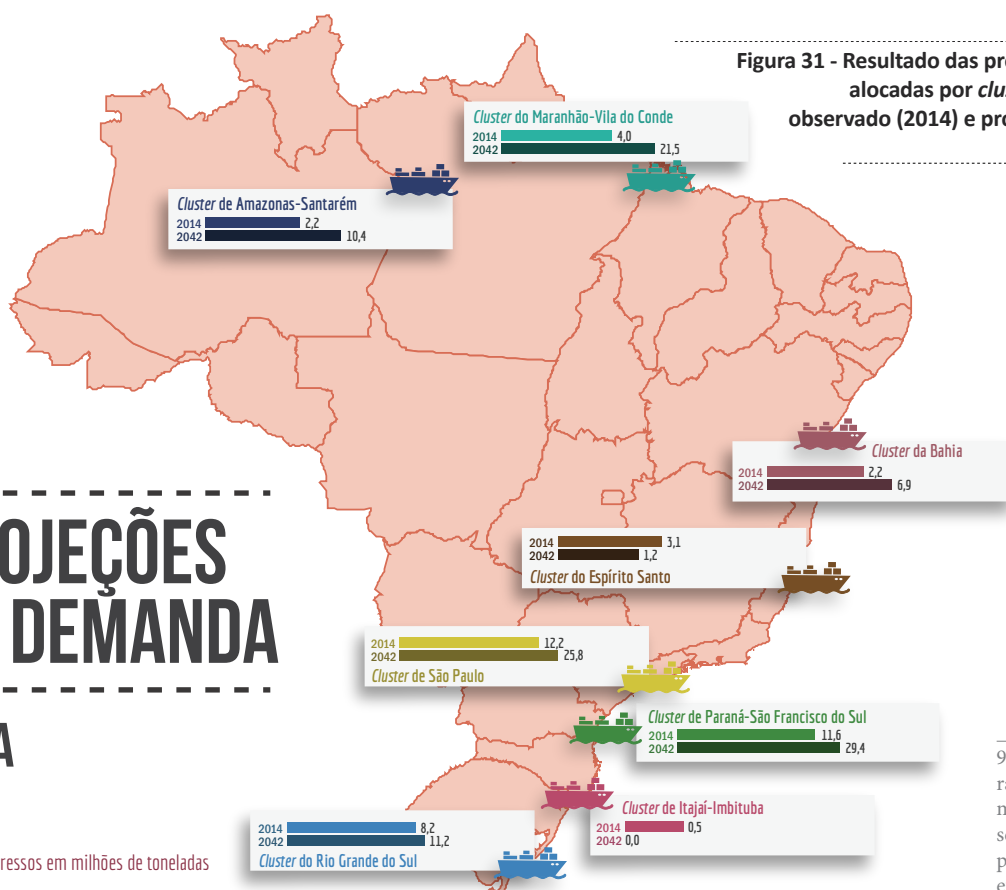 Figura 31 - Resultado das pro
alocadas por clus
observado (2014) e pro
Cluster do Maranhão-Vila do Conde
2014 4,0
2042 21,5
Cluster de Amazonas-Santarém
2014 2,2
2042 10,4
Cluster da Bahia
2014 2,2
2042 6,9
OJEÇÕES
DEMANDA
A
2014 3,1
2042 1,2
Cluster do Espírito Santo
2014 12,2
2042 25,8
Cluster de São Paulo
Cluster de Paraná-São Francisco do Sul
2014 11,6
2042 29,4
Cluster de Itajaí-Imbituba
2014 0,5
2042 0,0
2014 8,2
2042 11,2
Cluster do Rio Grande do Sul
ressos em milhões de toneladas
9
ra
n
se
p
e